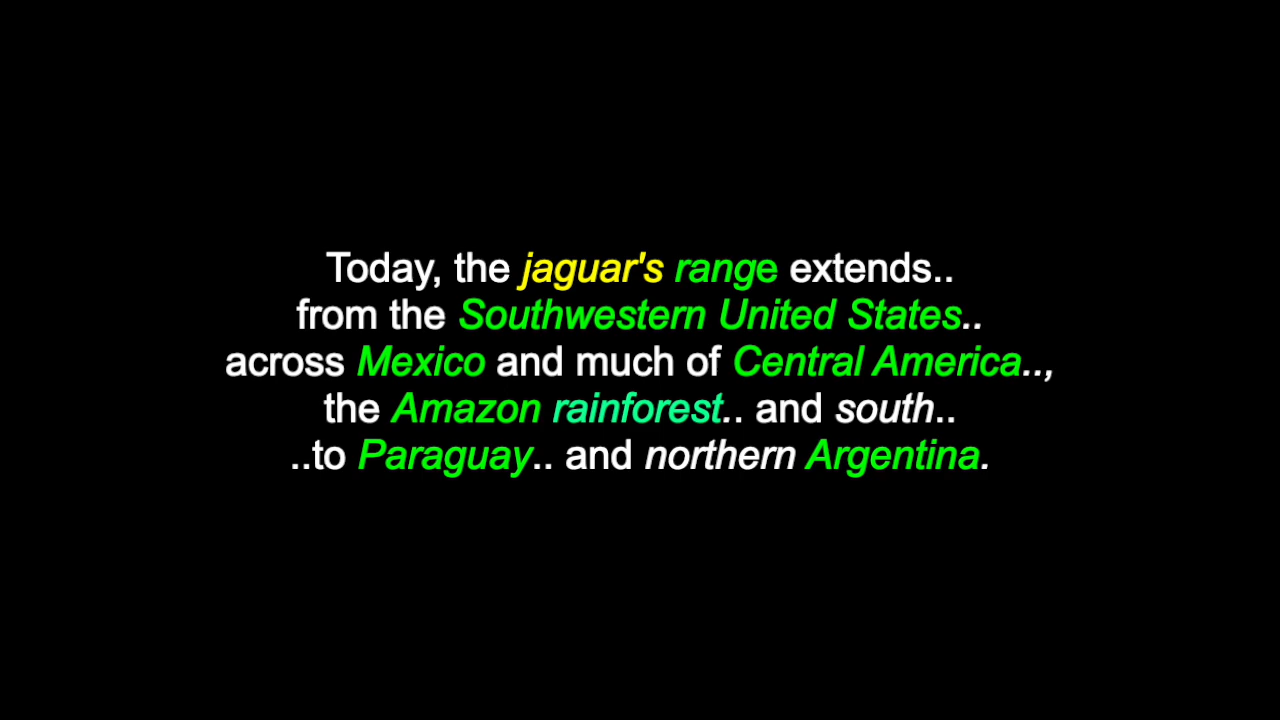 Today, the jaguar's range extends..
from the Southwestern United States..
across Mexico and much of Central America..,
the Amazon rainforest.. and south..
..to Paraguay.. and northern Argentina.